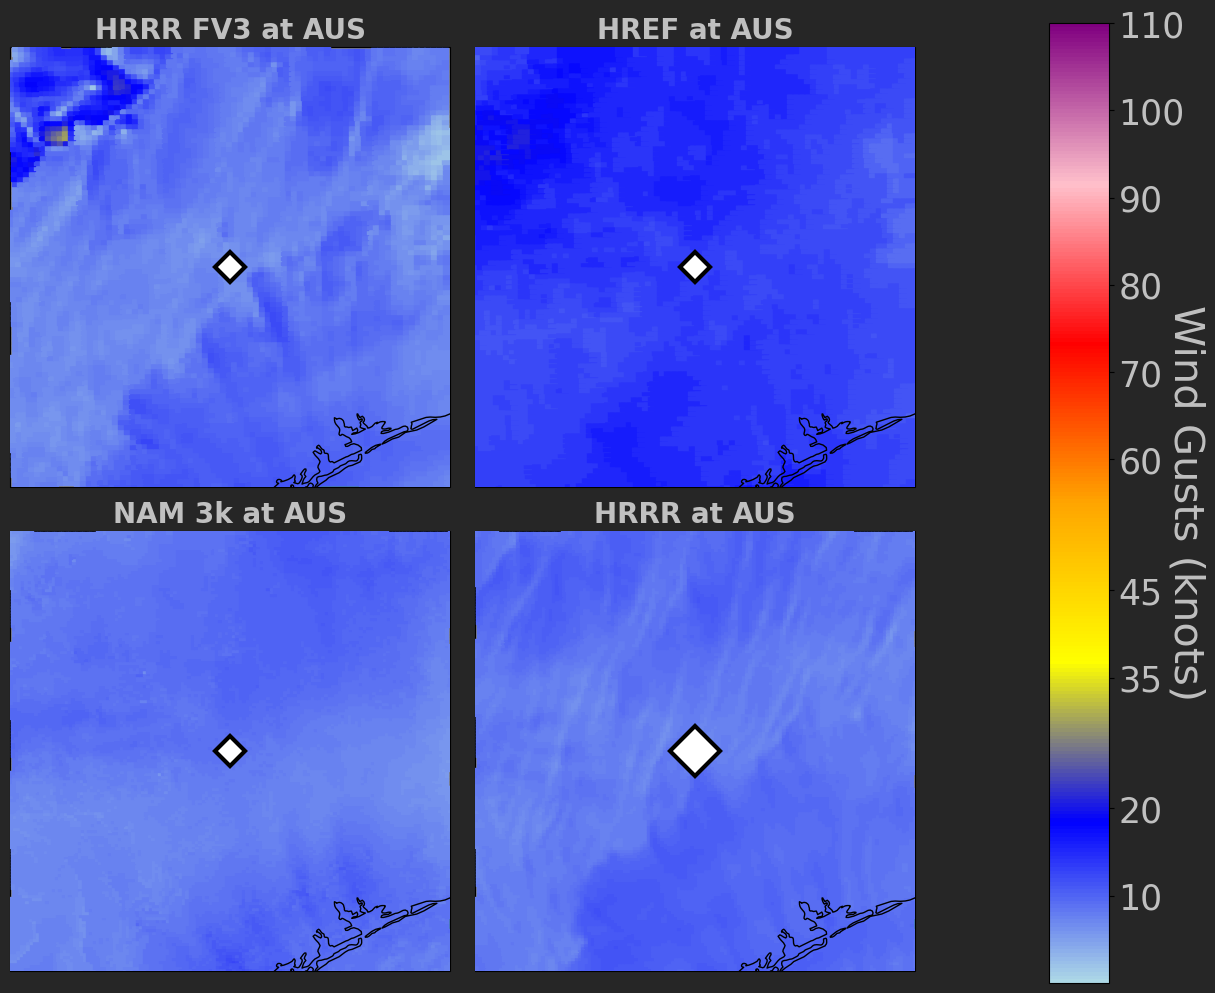 HRRR FV3 at AUS
HREF at AUS
NAM 3k at AUS
HRRR at AUS
110
100
90
80
70
60
45
35
20
10
Wind Gusts (knots)